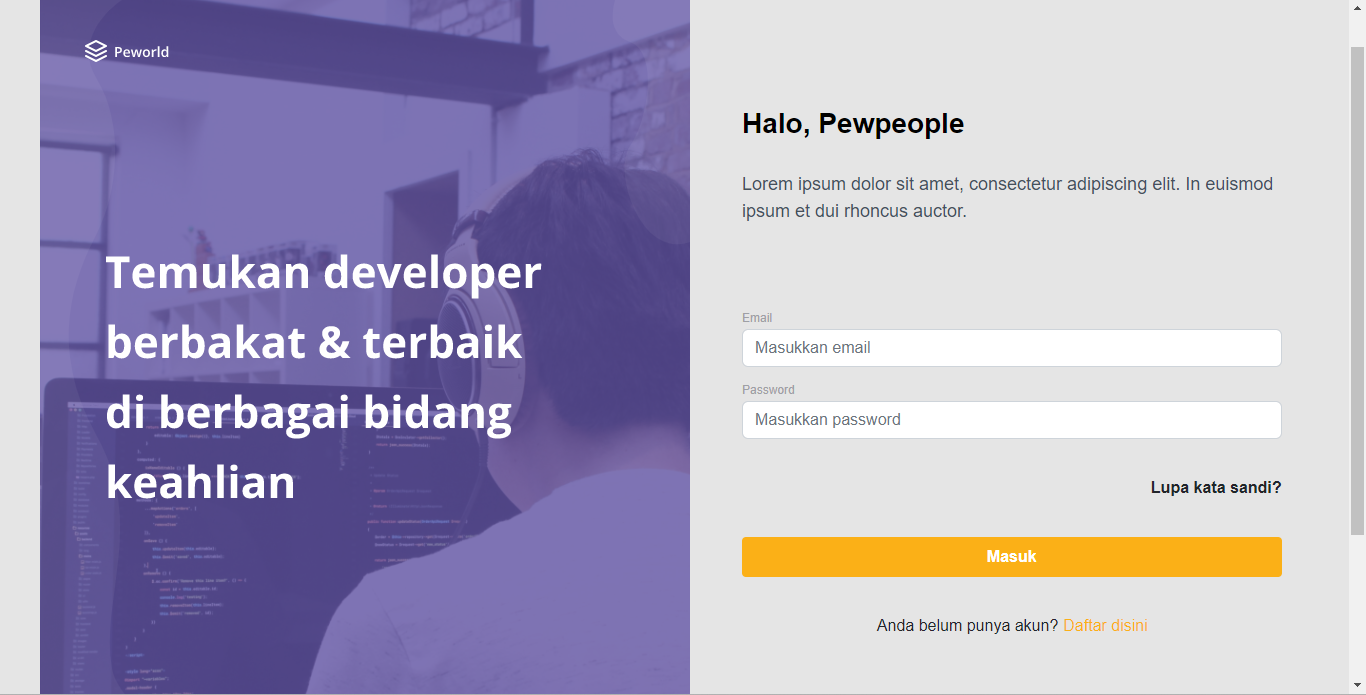 Peworld
Temukan developer
berbakat & terbaik
di berbagai bidang
keahlian
Halo, Pewpeople
Lorem ipsum dolor sit amet, consectetur adipiscing elit. In euismod
ipsum et dui rhoncus auctor.
Email
Masukkan email
Password
Masukkan password
Lupa kata sandi?
Masuk
Anda belum punya akun? Daftar disini